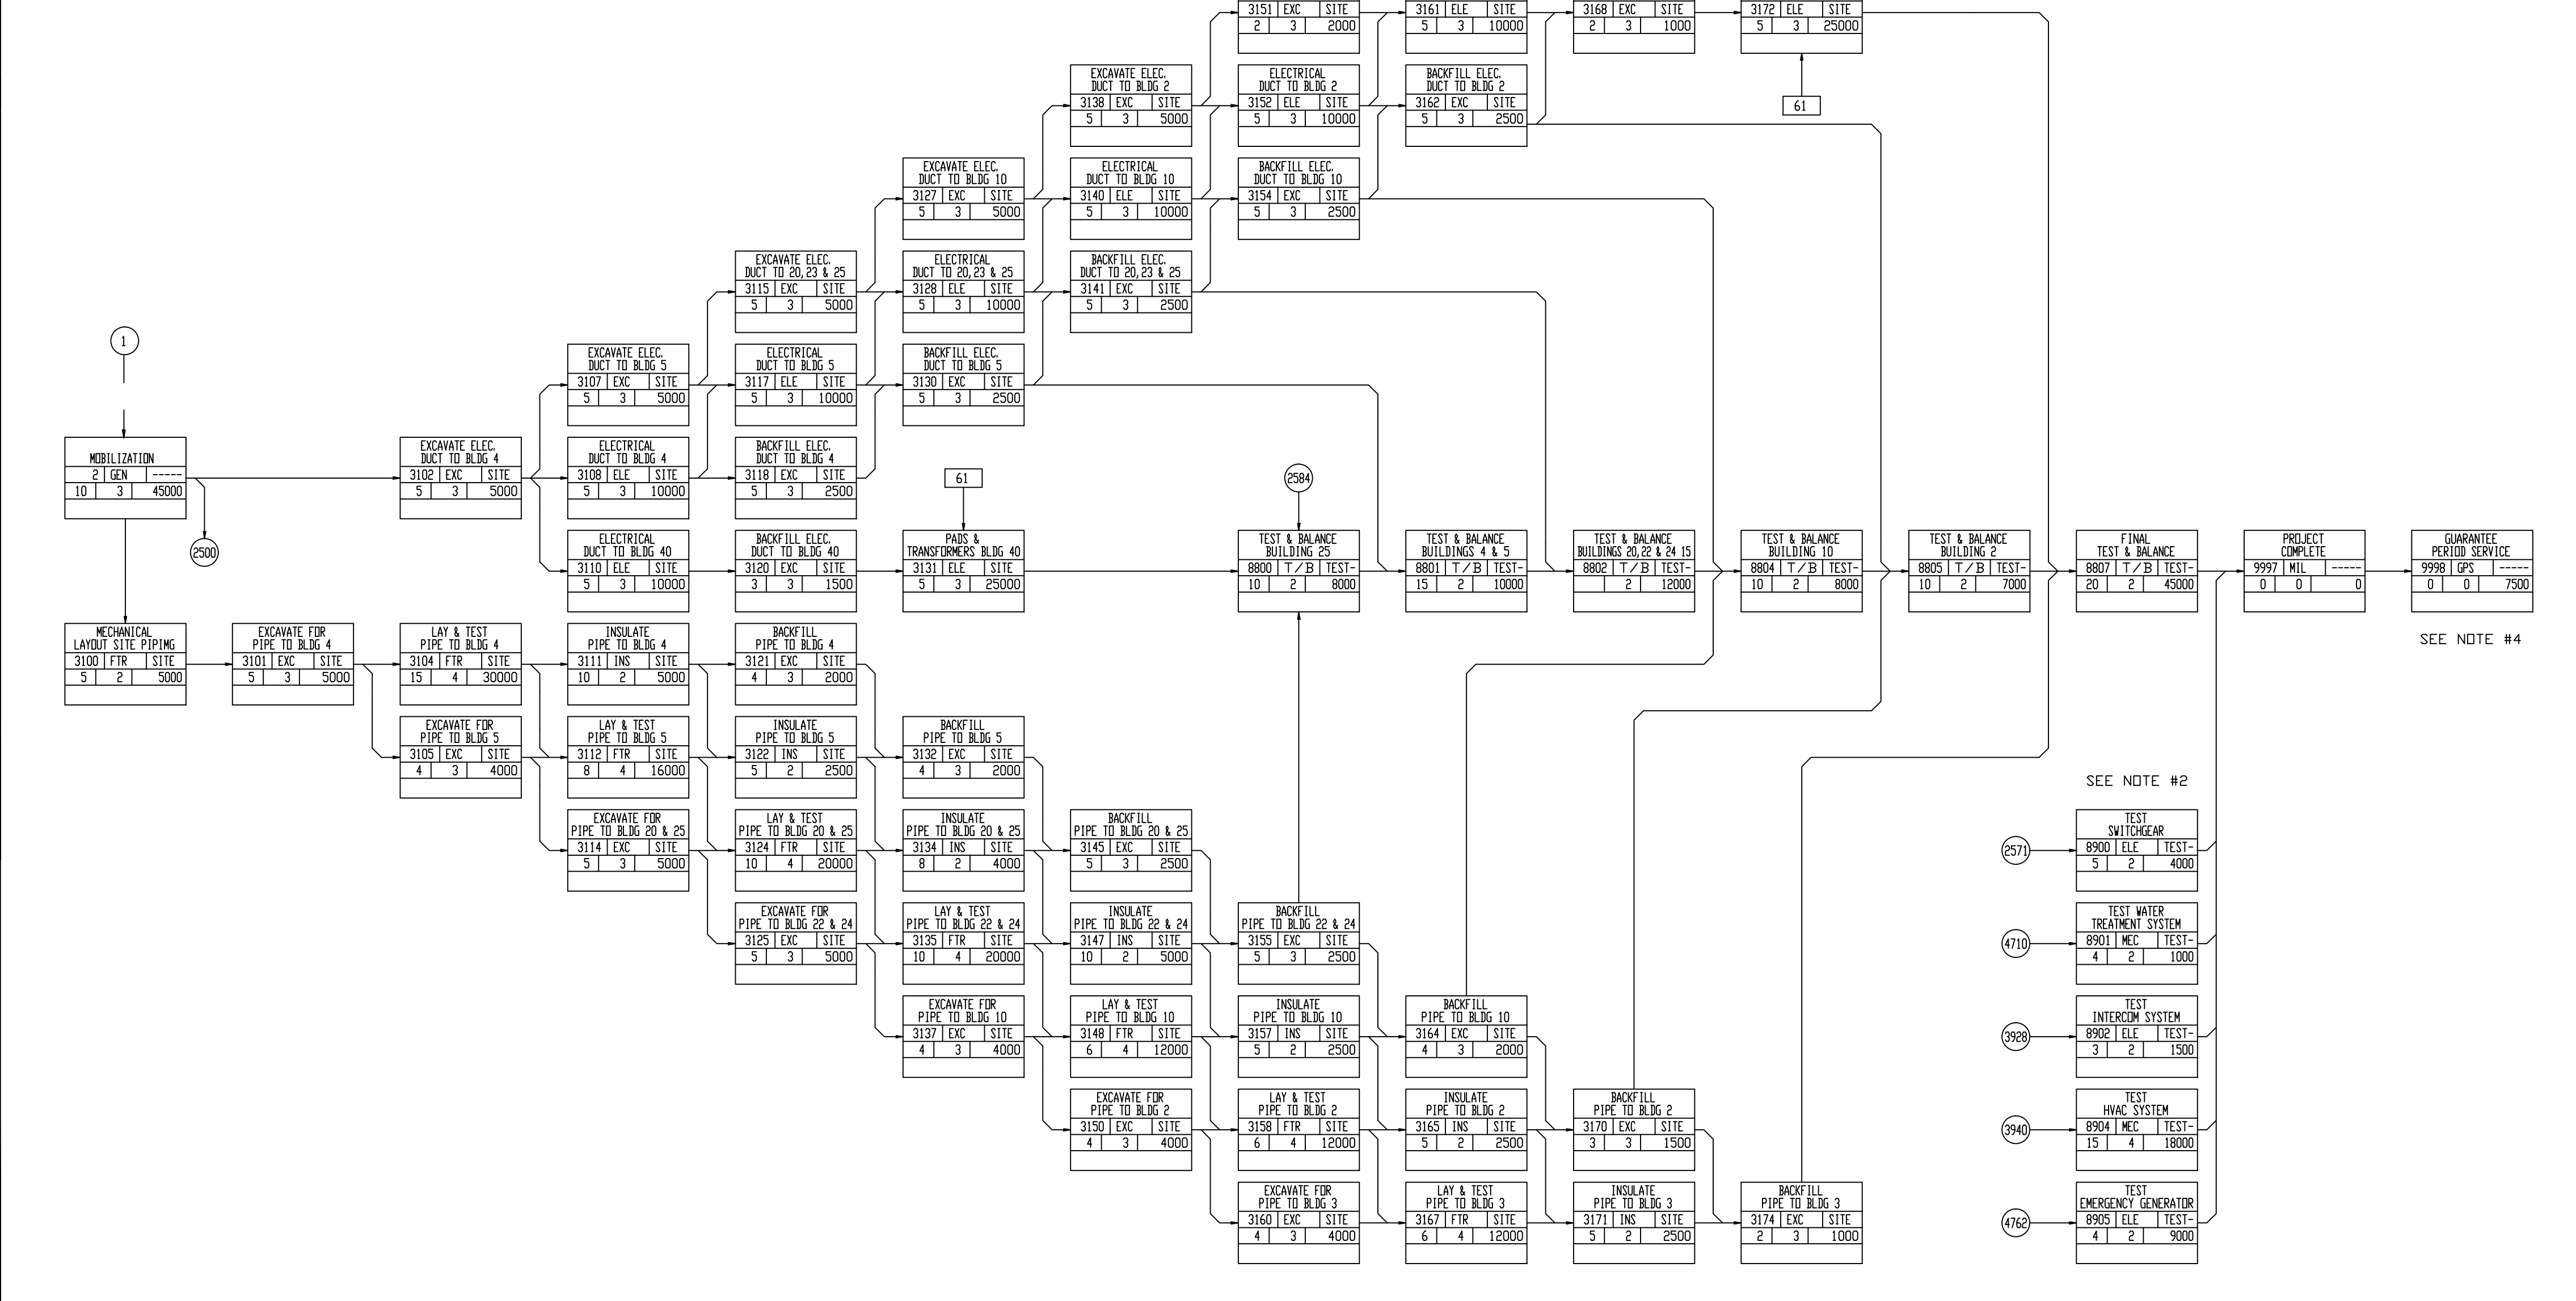 3151 EXC SITE
2 3 2000
3161 ELE SITE
5 3 10000
3168 EXC SITE
2 3 1000
3172 ELE SITE
5 3 25000
61
EXCAVATE ELEC.
DUCT TO BLDG 2
3138 EXC SITE
5 3 5000
ELECTRICAL
DUCT TO BLDG 2
3152 ELE SITE
5 3 10000
BACKFILL ELEC.
DUCT TO BLDG 2
3162 EXC SITE
5 3 2500
EXCAVATE ELEC.
DUCT TO BLDG 10
3127 EXC SITE
5 3 5000
ELECTRICAL
DUCT TO BLDG 10
3140 ELE SITE
5 3 10000
BACKFILL ELEC.
DUCT TO BLDG 10
3154 EXC SITE
5 3 2500
EXCAVATE ELEC.
DUCT TO 20,23 & 25
3115 EXC SITE
5 3 5000
ELECTRICAL
DUCT TO 20,23 & 25
3128 ELE SITE
5 3 10000
BACKFILL ELEC.
DUCT TO 20,23 & 25
3141 EXC SITE
5 3 2500
1
EXCAVATE ELEC.
DUCT TO BLDG 5
3107 EXC SITE
5 3 5000
ELECTRICAL
DUCT TO BLDG 5
3117 ELE SITE
5 3 10000
BACKFILL ELEC.
DUCT TO BLDG 5
3130 EXC SITE
5 3 2500
MOBILIZATION
2 GEN -----
10 3 45000
2500
EXCAVATE ELEC.
DUCT TO BLDG 4
3102 EXC SITE
5 3 5000
ELECTRICAL
DUCT TO BLDG 4
3108 ELE SITE
5 3 10000
BACKFILL ELEC.
DUCT TO BLDG 4
3118 EXC SITE
5 3 2500
61
2584
ELECTRICAL
DUCT TO BLDG 40
3110 ELE SITE
5 3 10000
BACKFILL ELEC.
DUCT TO BLDG 40
3120 EXC SITE
3 3 1500
PADS &
TRANSFORMERS BLDG 40
3131 ELE SITE
5 3 25000
TEST & BALANCE
BUILDING 25
8800 T/B TEST-
10 2 8000
TEST & BALANCE
BUILDINGS 4 & 5
8801 T/B TEST-
15 2 10000
TEST & BALANCE
BUILDINGS 20,22 & 24 15
8802 T/B TEST-
2 12000
TEST & BALANCE
BUILDING 10
8804 T/B TEST-
10 2 8000
TEST & BALANCE
BUILDING 2
8805 T/B TEST-
10 2 7000
FINAL
TEST & BALANCE
8807 T/B TEST-
20 2 45000
PROJECT
COMPLETE
9997 MIL -----
0 0 0
GUARANTEE
PERIOD SERVICE
9998 GPS -----
0 0 7500
SEE NOTE #4
MECHANICAL
LAYOUT SITE PIPIMG
3100 FTR SITE
5 2 5000
EXCAVATE FOR
PIPE TO BLDG 4
3101 EXC SITE
5 3 5000
LAY & TEST
PIPE TO BLDG 4
3104 FTR SITE
15 4 30000
INSULATE
PIPE TO BLDG 4
3111 INS SITE
10 2 5000
BACKFILL
PIPE TO BLDG 4
3121 EXC SITE
4 3 2000
EXCAVATE FOR
PIPE TO BLDG 5
3105 EXC SITE
4 3 4000
LAY & TEST
PIPE TO BLDG 5
3112 FTR SITE
8 4 16000
INSULATE
PIPE TO BLDG 5
3122 INS SITE
5 2 2500
BACKFILL
PIPE TO BLDG 5
3132 EXC SITE
4 3 2000
SEE NOTE #2
EXCAVATE FOR
PIPE TO BLDG 20 & 25
3114 EXC SITE
5 3 5000
LAY & TEST
PIPE TO BLDG 20 & 25
3124 FTR SITE
10 4 20000
INSULATE
PIPE TO BLDG 20 & 25
3134 INS SITE
8 2 4000
BACKFILL
PIPE TO BLDG 20 & 25
3145 EXC SITE
5 3 2500
2571
TEST
SWITCHGEAR
8900 ELE TEST-
5 2 4000
EXCAVATE FOR
PIPE TO BLDG 22 & 24
3125 EXC SITE
5 3 5000
LAY & TEST
PIPE TO BLDG 22 & 24
3135 FTR SITE
10 4 20000
INSULATE
PIPE TO BLDG 22 & 24
3147 INS SITE
10 2 5000
BACKFILL
PIPE TO BLDG 22 & 24
3155 EXC SITE
5 3 2500
4710
TEST WATER
TREATMENT SYSTEM
8901 MEC TEST-
4 2 1000
EXCAVATE FOR
PIPE TO BLDG 10
3137 EXC SITE
4 3 4000
LAY & TEST
PIPE TO BLDG 10
3148 FTR SITE
6 4 12000
INSULATE
PIPE TO BLDG 10
3157 INS SITE
5 2 2500
BACKFILL
PIPE TO BLDG 10
3164 EXC SITE
4 3 2000
3928
TEST
INTERCOM SYSTEM
8902 ELE TEST-
3 2 1500
EXCAVATE FOR
PIPE TO BLDG 2
3150 EXC SITE
4 3 4000
LAY & TEST
PIPE TO BLDG 2
3158 FTR SITE
6 4 12000
INSULATE
PIPE TO BLDG 2
3165 INS SITE
5 2 2500
BACKFILL
PIPE TO BLDG 2
3170 EXC SITE
3 3 1500
3940
TEST
HVAC SYSTEM
8904 MEC TEST-
15 4 18000
EXCAVATE FOR
PIPE TO BLDG 3
3160 EXC SITE
4 3 4000
LAY & TEST
PIPE TO BLDG 3
3167 FTR SITE
6 4 12000
INSULATE
PIPE TO BLDG 3
3171 INS SITE
5 2 2500
BACKFILL
PIPE TO BLDG 3
3174 EXC SITE
2 3 1000
4762
TEST
EMERGENCY GENERATOR
8905 ELE TEST-
4 2 9000